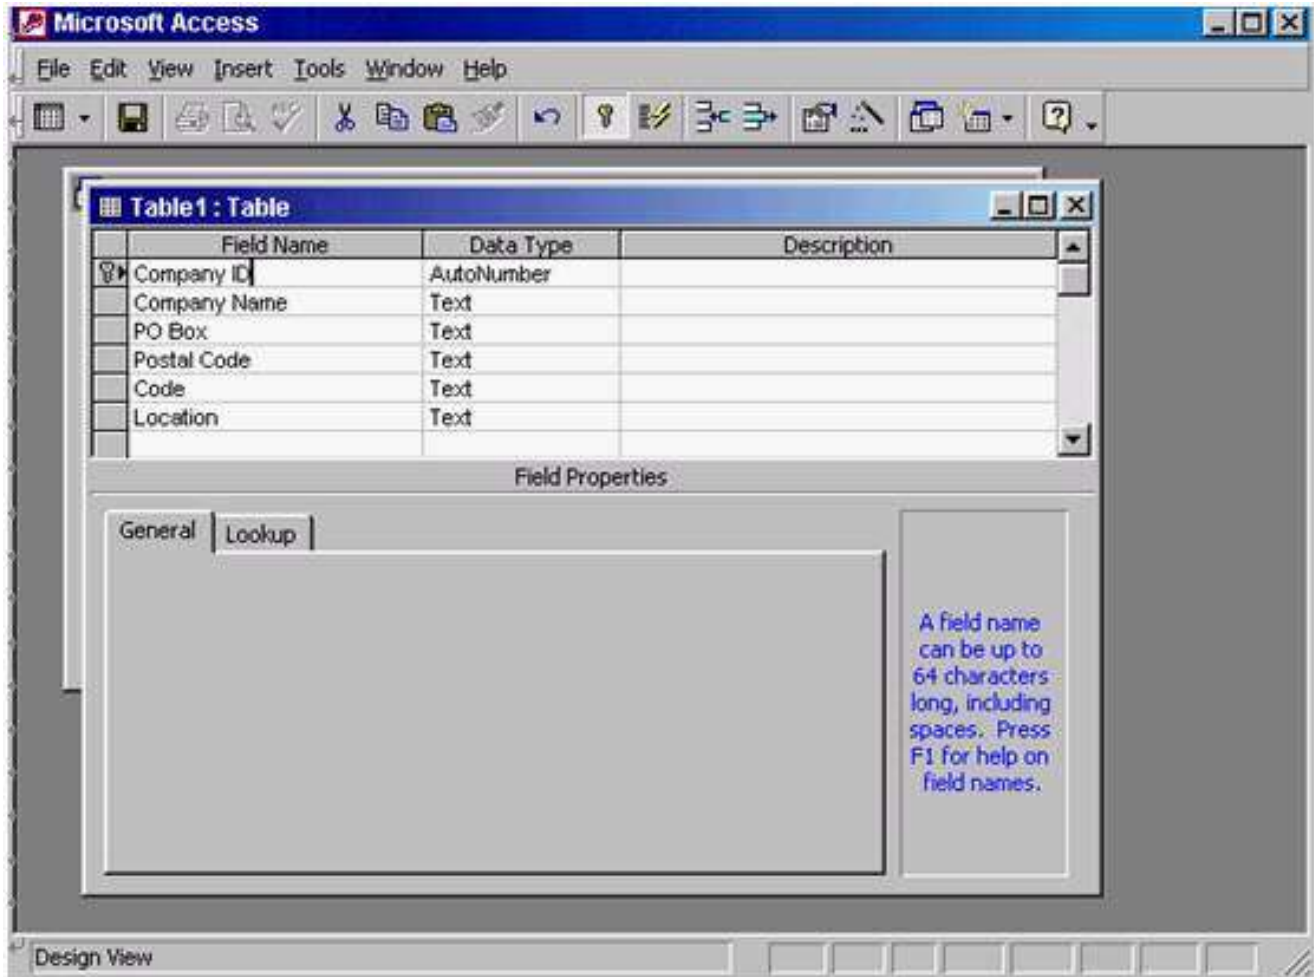 Microsoft Access
File Edit View Insert Tools Window Help
Table1 : Table
Field Name Data Type Description
Company ID AutoNumber
Company Name Text
PO Box Text
Postal Code Text
Code Text
Location Text
Field Properties
General Lookup
A field name
can be up to
64 characters
long, including
spaces. Press
F1 for help on
field names.
Design View